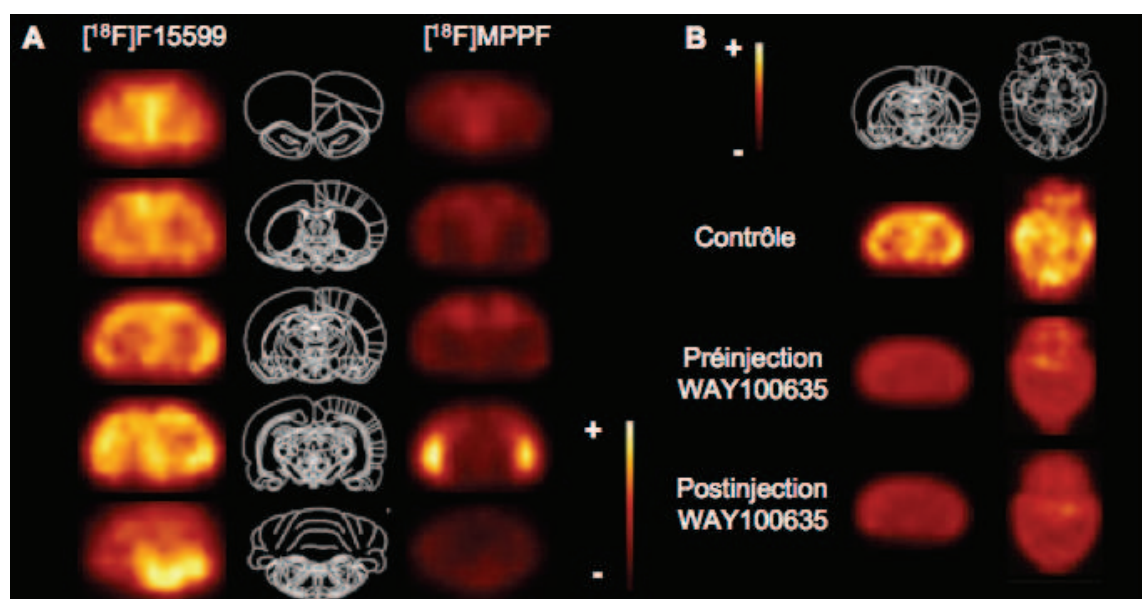 A [¹⁸F]F15599 [¹⁸F]MPPF
+
-
B + -
Contrôle
Préinjection
WAY100635
Postinjection
WAY100635